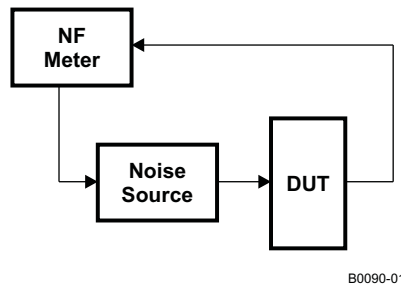 NF
Meter
Noise
Source
DUT
B0090-01